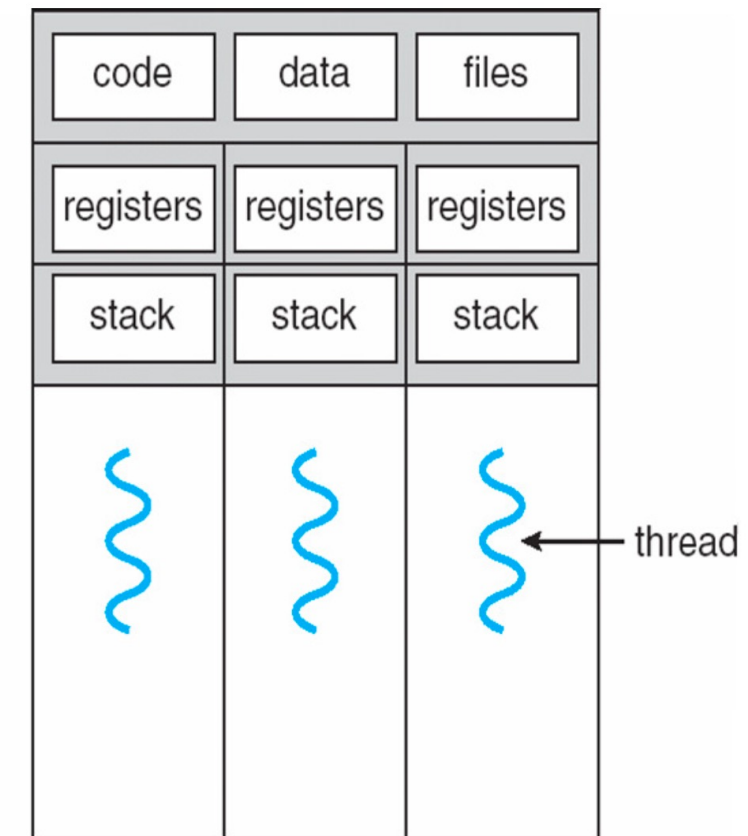 code data files
registers registers registers
stack stack stack
thread